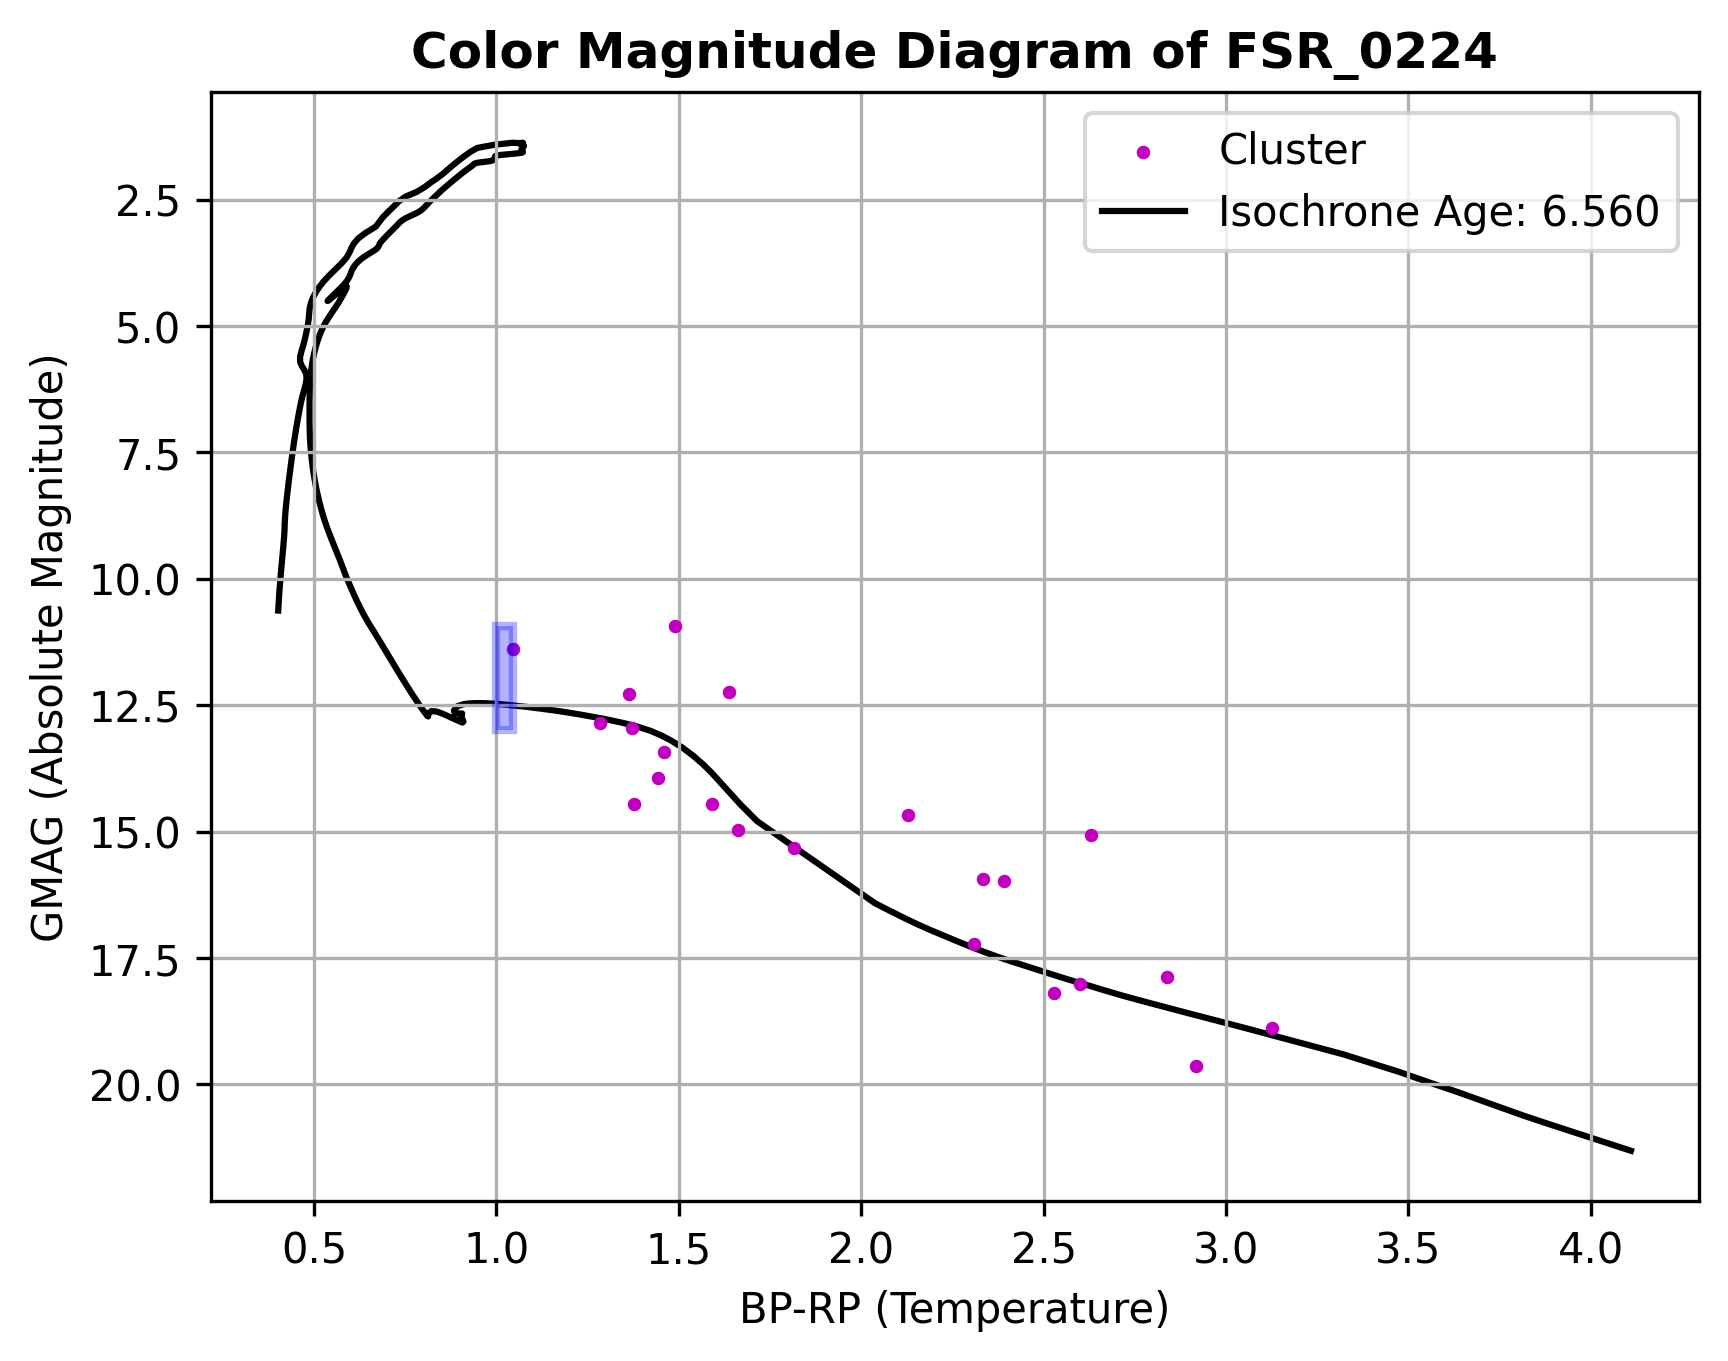 Color Magnitude Diagram of FSR_0224
Cluster
Isochrone Age: 6.560
GMAG (Absolute Magnitude)
2.5
5.0
7.5
10.0
12.5
15.0
17.5
20.0
0.5 1.0 1.5 2.0 2.5 3.0 3.5 4.0
BP-RP (Temperature)